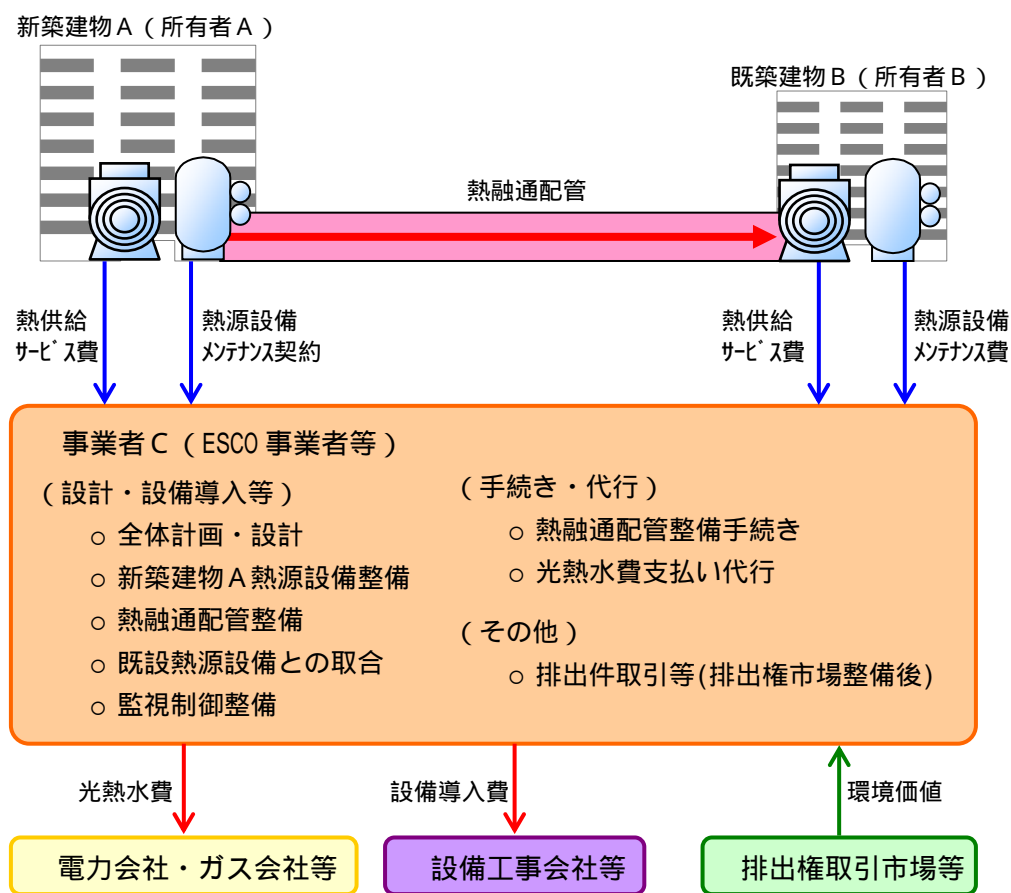 新築建物A（所有者A）
既築建物B（所有者B）
熱融通配管
熱供給
ｻｰﾋﾞｽ費
熱源設備
ﾒﾝﾃﾅﾝｽ契約
熱供給
ｻｰﾋﾞｽ費
熱源設備
ﾒﾝﾃﾅﾝｽ費
事業者C（ESCO 事業者等）
（設計・設備導入等）
○ 全体計画・設計
○ 新築建物A熱源設備整備
○ 熱融通配管整備
○ 既設熱源設備との取合
○ 監視制御整備
（手続き・代行）
○ 熱融通配管整備手続き
○ 光熱水費支払い代行
（その他）
○ 排出件取引等(排出権市場整備後)
光熱水費
設備導入費
環境価値
電力会社・ガス会社等
設備工事会社等
排出権取引市場等